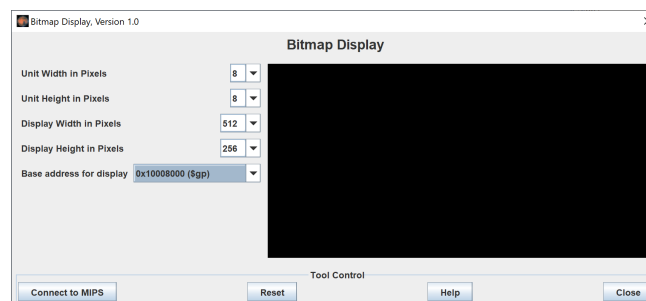 Bitmap Display, Version 1.0
Bitmap Display
Unit Width in Pixels 8
Unit Height in Pixels 8
Display Width in Pixels 512
Display Height in Pixels 256
Base address for display 0x10008000 ($gp)
Tool Control
Connect to MIPS Reset Help Close